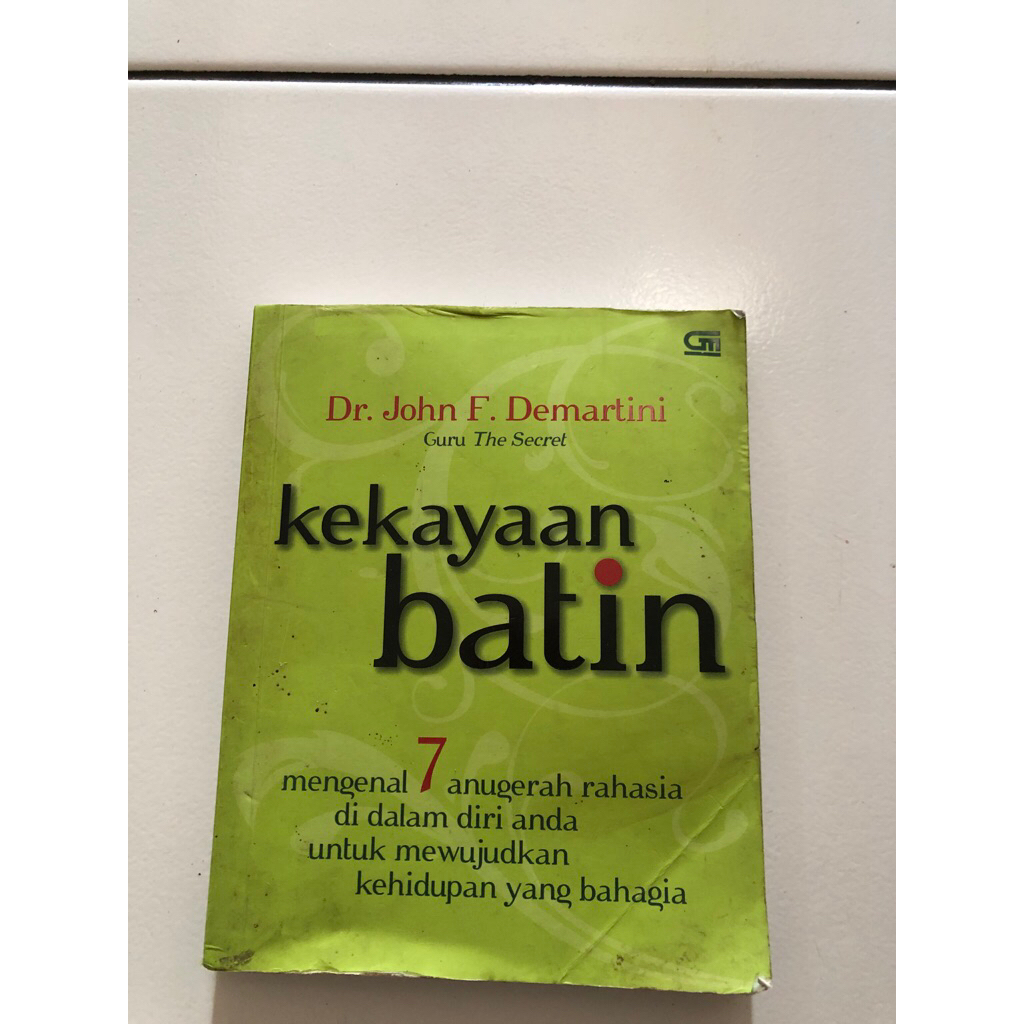 GM
Dr. John F. Demartini
Guru The Secret
kekayaan
batin
mengenal 7 anugerah rahasia
di dalam diri anda
untuk mewujudkan
kehidupan yang bahagia